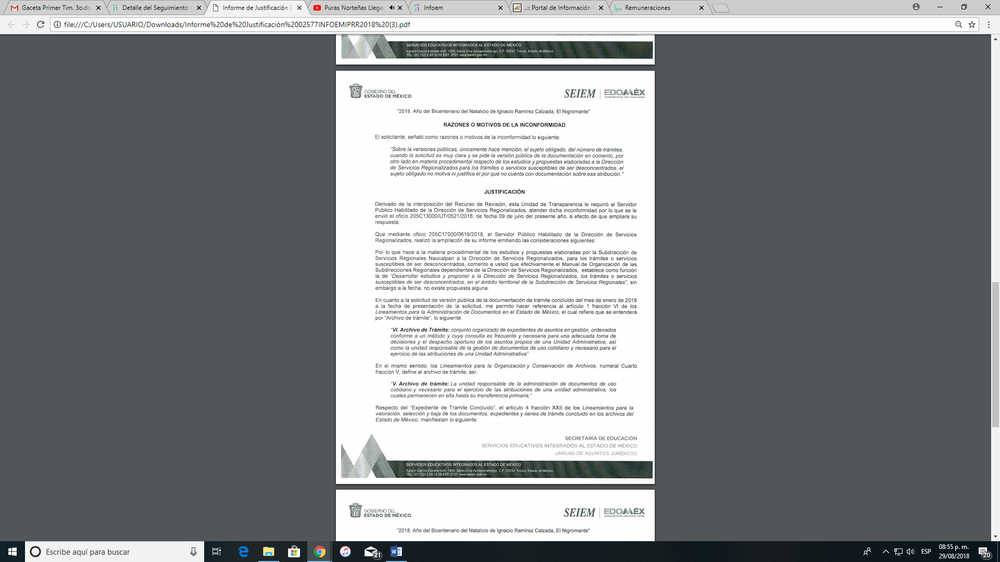 Gaceta Primer Tim. 3o.do
Detalle del Seguimiento d
Informe de Justificación 0
Puras Norteñas Llega
Infoem
..:: Portal de Información
Remuneraciones
file:///C:/Users/USUARIO/Downloads/Informe%20de%20Justificación%2002577INFOEMIPRR2018%20(3).pdf
SERVICIOS EDUCATIVOS INTEGRADOS AL ESTADO DE MÉXICO
Agripín García Estrada núm. 1306, Santa Cruz Azcapotzaltongo, C.P. 50030, Toluca, Estado de México
TEL: (01 722) 2 65 12 00 EXT. 0721, www.seiem.gob.mx
GOBIERNO DEL
ESTADO DE MÉXICO
SEIEM EDOMÉX
"2018. Año del Bicentenario del Natalicio de Ignacio Ramírez Calzada, El Nigromante"
RAZONES O MOTIVOS DE LA INCONFORMIDAD
El solicitante, señaló como razones o motivos de la inconformidad lo siguiente:
"Sobre la versiones públicas, únicamente hace mención, el sujeto obligado, del número de trámites,
cuando la solicitud es muy clara y se pide la versión pública de la documentación en comento, por
otro lado en materia procedimental respecto de los estudios y propuestas elaboradas a la Dirección
de Servicios Regionalizados para los trámites o servicios susceptibles de ser desconcentrados, el
sujeto obligado no motiva ni justifica el por qué no cuenta con documentación sobre esa atribución."
JUSTIFICACIÓN
Derivado de la interposición del Recurso de Revisión, esta Unidad de Transparencia le requirió al Servidor
Público Habilitado de la Dirección de Servicios Regionalizados, atender dicha inconformidad por lo que se le
envió el oficio 205C13000/UT/0521/2018, de fecha 09 de julio del presente año, a efecto de que ampliara su
respuesta.
Que mediante oficio 205C17000/0619/2018, el Servidor Público Habilitado de la Dirección de Servicios
Regionalizados, realizó la ampliación de su informe emitiendo las consideraciones siguientes:
Por lo que hace a la materia procedimental de los estudios y propuestas elaboradas por la Subdirección de
Servicios Regionales Naucalpan a la Dirección de Servicios Regionalizados, para los trámites o servicios
susceptibles de ser desconcentrados, comento a usted que efectivamente el Manual de Organización de las
Subdirecciones Regionales dependientes de la Dirección de Servicios Regionalizados, establece como función
la de "Desarrollar estudios y proponer a la Dirección de Servicios Regionalizados, los trámites o servicios
susceptibles de ser desconcentrados, en el ámbito territorial de la Subdirección de Servicios Regionales", sin
embargo a la fecha, no existe propuesta alguna.
En cuanto a la solicitud de versión pública de la documentación de trámite concluido del mes de enero de 2018
a la fecha de presentación de la solicitud, me permito hacer referencia al artículo 1 fracción VI de los
Lineamientos para la Administración de Documentos en el Estado de México, el cual refiere que se entenderá
por "Archivo de trámite", lo siguiente:
"VI. Archivo de Trámite: conjunto organizado de expedientes de asuntos en gestión, ordenados
conforme a un método y cuya consulta es frecuente y necesaria para una adecuada toma de
decisiones y el despacho oportuno de los asuntos propios de una Unidad Administrativa, así
como la unidad responsable de la gestión de documentos de uso cotidiano y necesario para el
ejercicio de las atribuciones de una Unidad Administrativa"
En el mismo sentido, los Lineamientos para la Organización y Conservación de Archivos, numeral Cuarto
fracción V, define al archivo de trámite, así:
"V. Archivo de trámite: La unidad responsable de la administración de documentos de uso
cotidiano y necesario para el ejercicio de las atribuciones de una unidad administrativa, los
cuales permanecen en ella hasta su transferencia primaria;"
Respecto del "Expediente de Tramite Concluido", el artículo 4 fracción XXII de los Lineamientos para la
valoración, selección y baja de los documentos, expedientes y series de trámite concluido en los archivos del
Estado de México, manifiestan lo siguiente:
SECRETARÍA DE EDUCACIÓN
SERVICIOS EDUCATIVOS INTEGRADOS AL ESTADO DE MÉXICO
UNIDAD DE ASUNTOS JURÍDICOS
SERVICIOS EDUCATIVOS INTEGRADOS AL ESTADO DE MÉXICO
Agripín García Estrada núm. 1306, Santa Cruz Azcapotzaltongo, C.P. 50030, Toluca, Estado de México.
TEL: (01 722) 2 65 12 00 EXT. 0721, www.seiem.gob.mx
GOBIERNO DEL
ESTADO DE MÉXICO
SEIEM EDOMÉX
"2018. Año del Bicentenario del Natalicio de Ignacio Ramírez Calzada, El Nigromante"
Escribe aquí para buscar
21
ESP
08:55 p. m.
29/08/2018
20